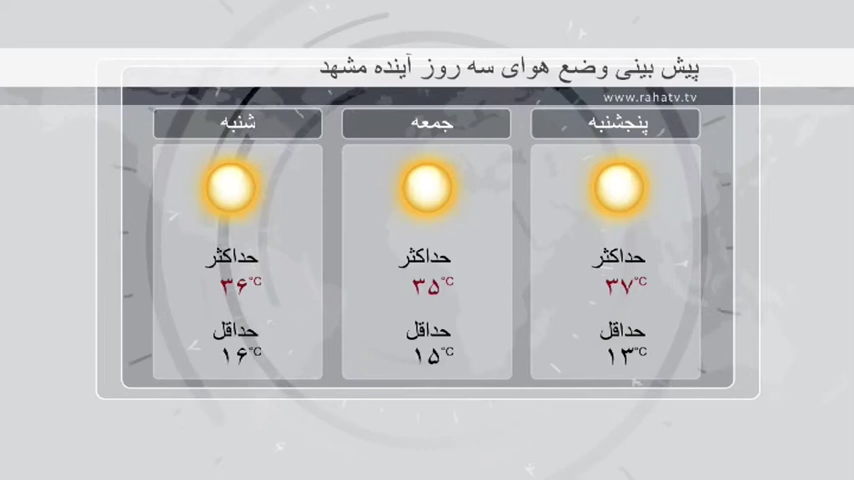 پیش بینی وضع هوای سه روز آینده مشهد
www.rahatv.tv
پنجشنبه
جمعه
شنبه
حداکثر
۳۷°C
حداکثر
۳۵°C
حداکثر
۳۶°C
حداقل
۱۳°C
حداقل
۱۵°C
حداقل
۱۶°C